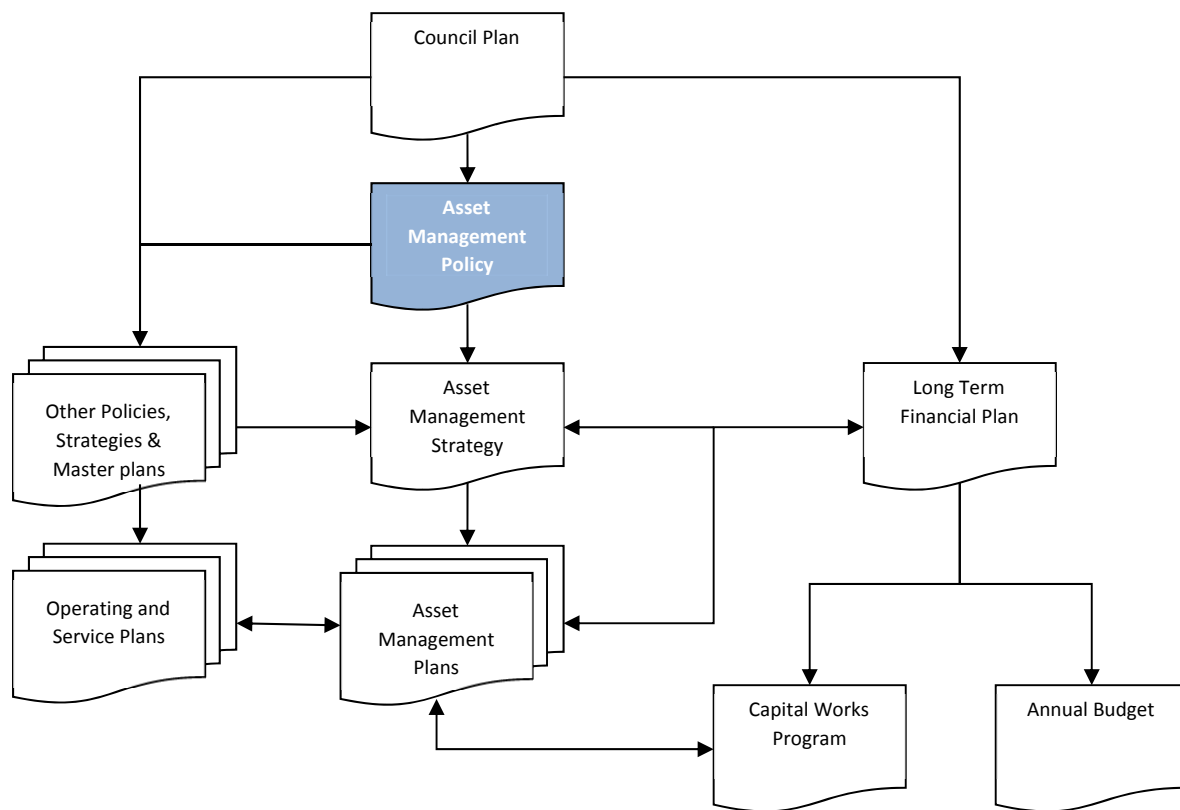 Council Plan
Asset
Management
Policy
Other Policies,
Strategies &
Master plans
Asset
Management
Strategy
Long Term
Financial Plan
Operating and
Service Plans
Asset
Management
Plans
Capital Works
Program
Annual Budget